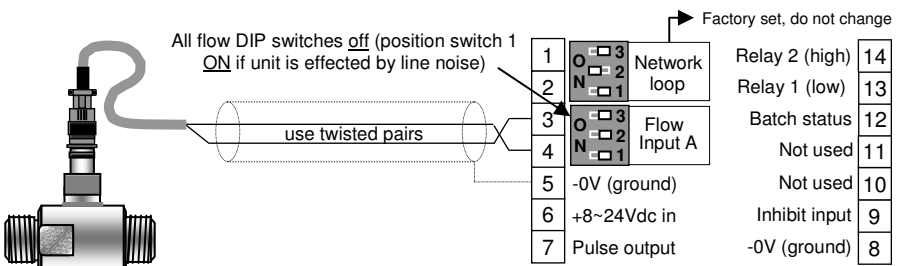 Factory set, do not change
All flow DIP switches off (position switch 1
ON if unit is effected by line noise)
use twisted pairs
1
2
3
4
5 -0V (ground)
6 +8~24Vdc in
7 Pulse output
ON
3
2
1
Network
loop
ON
3
2
1
Flow
Input A
Relay 2 (high) 14
Relay 1 (low) 13
Batch status 12
Not used 11
Not used 10
Inhibit input 9
-0V (ground) 8